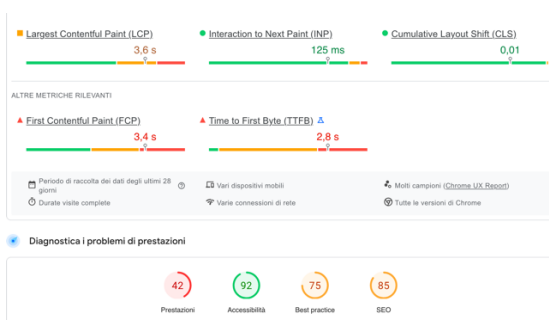 Largest Contentful Paint (LCP)
3,6 s
Interaction to Next Paint (INP)
125 ms
Cumulative Layout Shift (CLS)
0,01
ALTRE METRICHE RILEVANTI
First Contentful Paint (FCP)
3,4 s
Time to First Byte (TTFB)
2,8 s
Periodo di raccolta dei dati degli ultimi 28
giorni
Vari dispositivi mobili
Molti campioni (Chrome UX Report)
Durate visite complete
Varie connessioni di rete
Tutte le versioni di Chrome
Diagnostica i problemi di prestazioni
42
92
75
85
Prestazioni
Accessibilità
Best practice
SEO